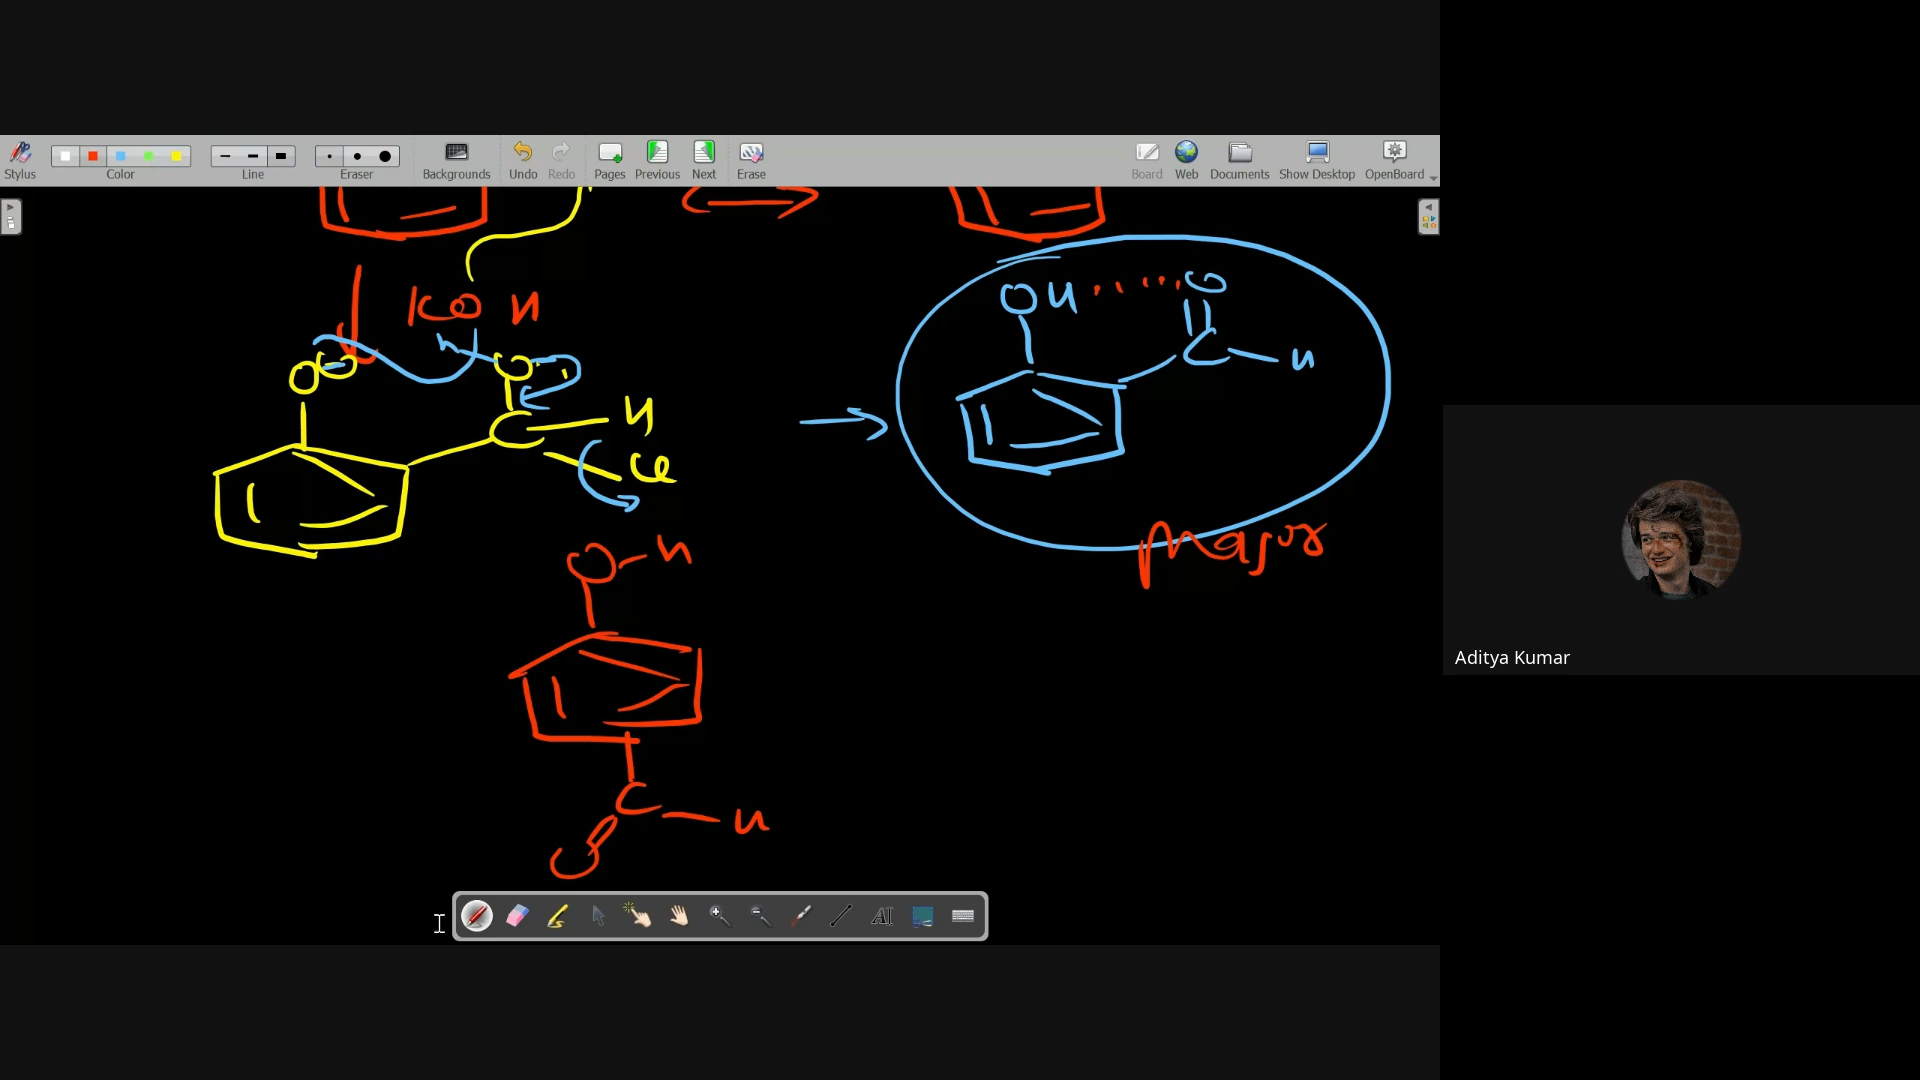 Stylus Color Line Eraser Backgrounds Undo Redo Pages Previous Next Erase Board Web Documents Show Desktop OpenBoard
KOH
OH O
H
O⊖ O
C H
C H
Cl
Major
O-H
C-H
O
AI
Aditya Kumar